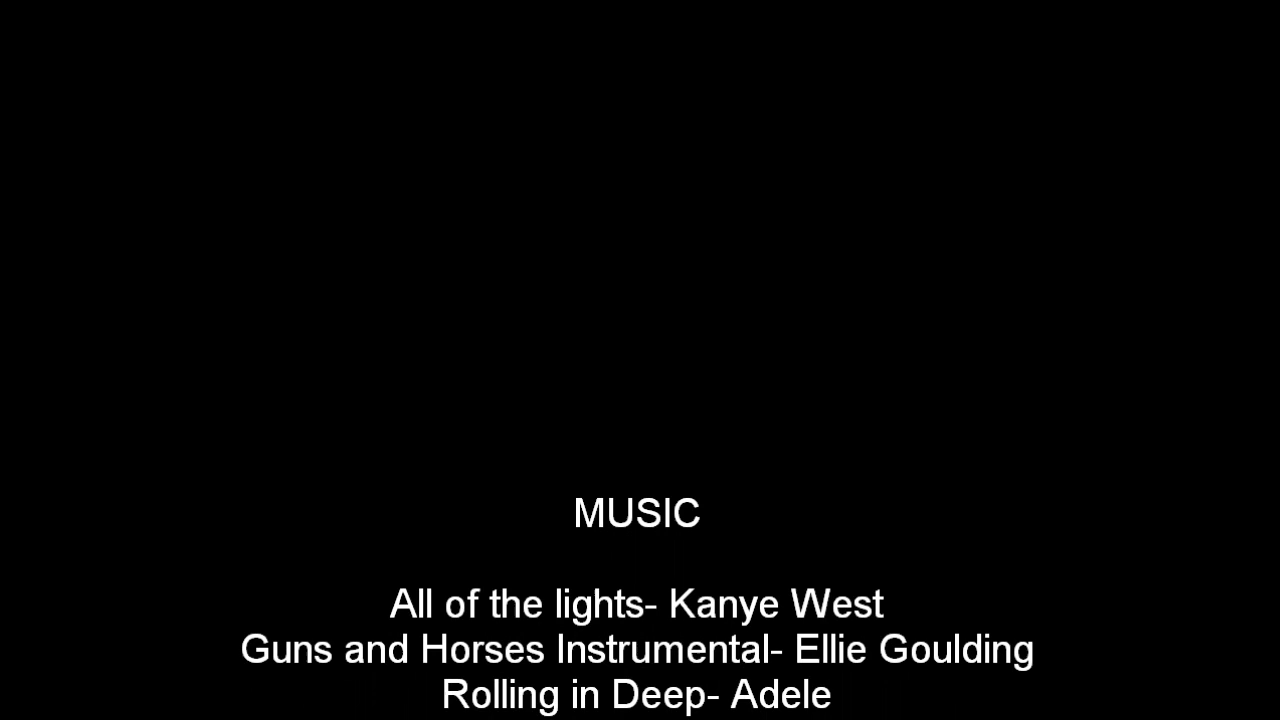 MUSIC
All of the lights- Kanye West
Guns and Horses Instrumental- Ellie Goulding
Rolling in Deep- Adele